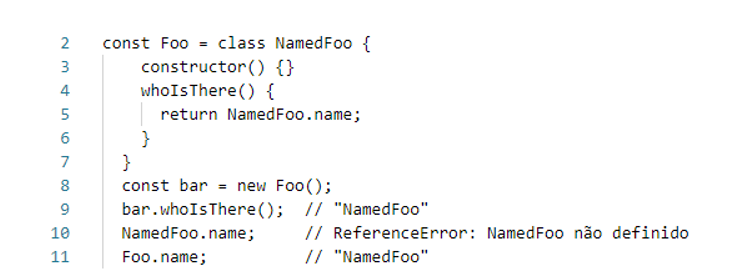 2 const Foo = class NamedFoo {
3 constructor() {}
4 whoIsThere() {
5 return NamedFoo.name;
6 }
7 }
8 const bar = new Foo();
9 bar.whoIsThere(); // "NamedFoo"
10 NamedFoo.name; // ReferenceError: NamedFoo não definido
11 Foo.name; // "NamedFoo"